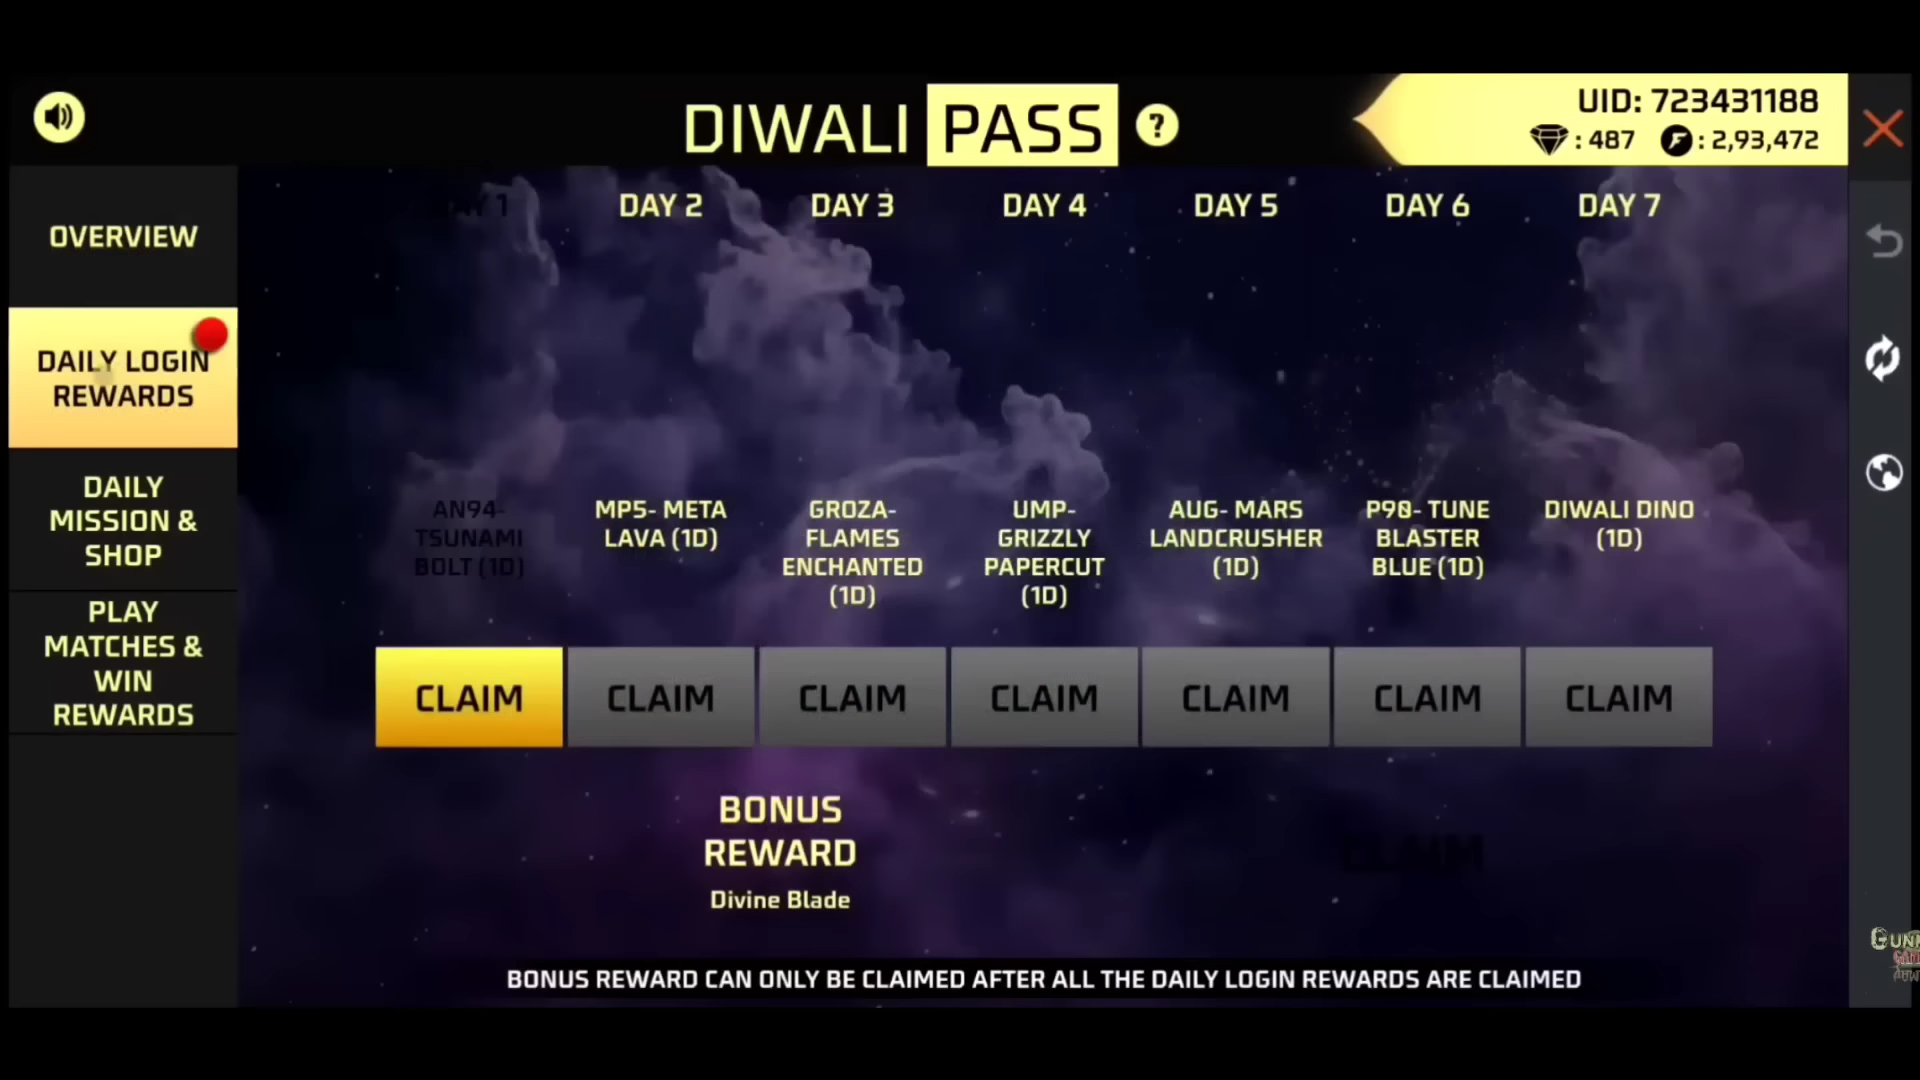 DIWALI PASS ?
UID: 723431188
: 487 F : 2,93,472
OVERVIEW
DAILY LOGIN
REWARDS
DAILY
MISSION &
SHOP
PLAY
MATCHES &
WIN
REWARDS
DAY 1
DAY 2
DAY 3
DAY 4
DAY 5
DAY 6
DAY 7
AN94-
TSUNAMI
BOLT (1D)
MP5- META
LAVA (1D)
GROZA-
FLAMES
ENCHANTED
(1D)
UMP-
GRIZZLY
PAPERCUT
(1D)
AUG- MARS
LANDCRUSHER
(1D)
P90- TUNE
BLASTER
BLUE (1D)
DIWALI DINO
(1D)
CLAIM
CLAIM
CLAIM
CLAIM
CLAIM
CLAIM
CLAIM
BONUS
REWARD
Divine Blade
CLAIM
BONUS REWARD CAN ONLY BE CLAIMED AFTER ALL THE DAILY LOGIN REWARDS ARE CLAIMED